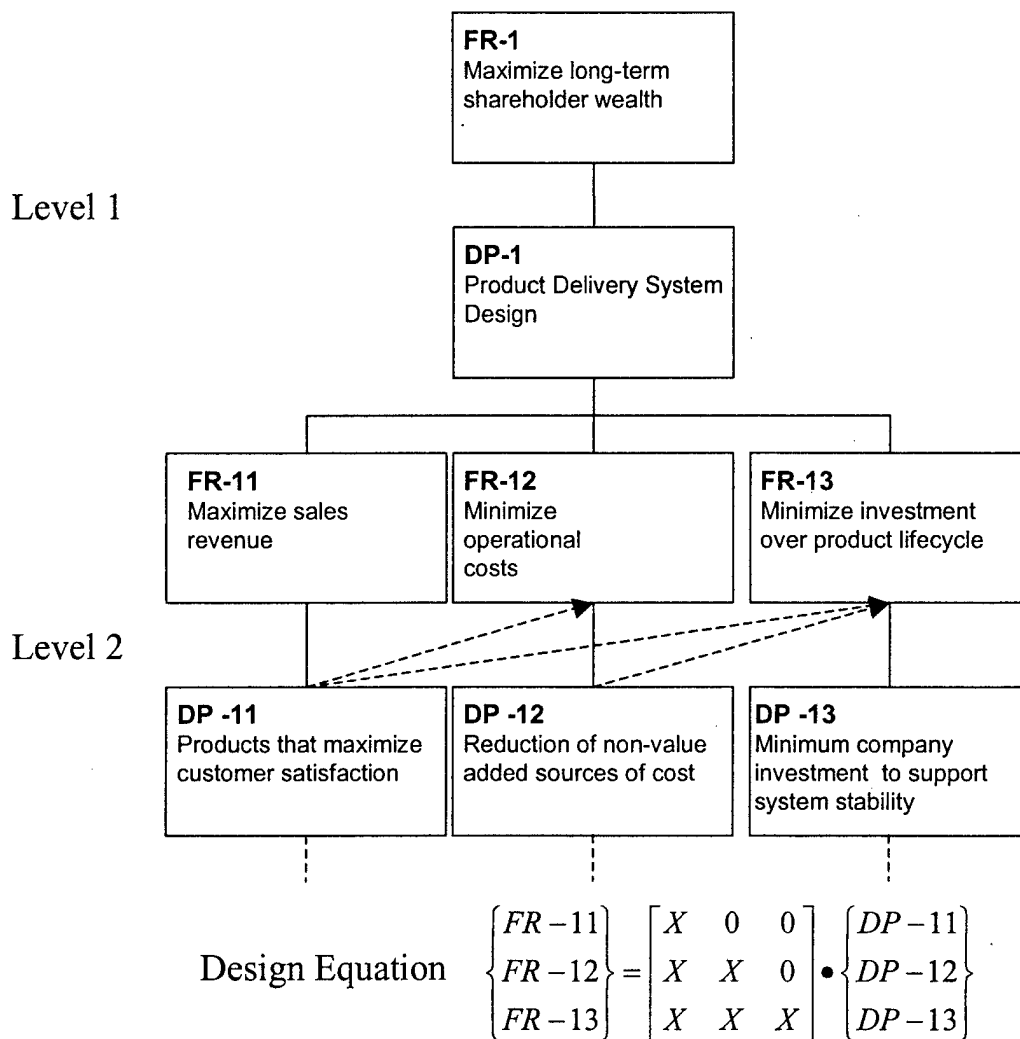 FR-1
Maximize long-term
shareholder wealth
Level 1
DP-1
Product Delivery System
Design
FR-11
Maximize sales
revenue
FR-12
Minimize
operational
costs
FR-13
Minimize investment
over product lifecycle
Level 2
DP -11
Products that maximize
customer satisfaction
DP -12
Reduction of non-value
added sources of cost
DP -13
Minimum company
investment to support
system stability
Design Equation
{FR-11} [X 0 0] {DP-11}
{FR-12} = [X X 0] • {DP-12}
{FR-13} [X X X] {DP-13}